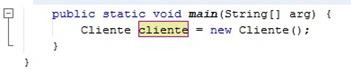 public static void main(String[] arg) {
Cliente cliente = new Cliente();
}
}